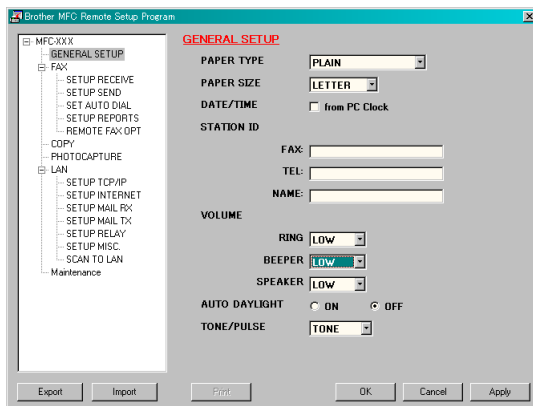 Brother MFC Remote Setup Program
MFC-XXX
GENERAL SETUP
FAX
SETUP RECEIVE
SETUP SEND
SET AUTO DIAL
SETUP REPORTS
REMOTE FAX OPT
COPY
PHOTOCAPTURE
LAN
SETUP TCP/IP
SETUP INTERNET
SETUP MAIL RX
SETUP MAIL TX
SETUP RELAY
SETUP MISC.
SCAN TO LAN
Maintenance
GENERAL SETUP
PAPER TYPE PLAIN
PAPER SIZE LETTER
DATE/TIME from PC Clock
STATION ID
FAX:
TEL:
NAME:
VOLUME
RING LOW
BEEPER LOW
SPEAKER LOW
AUTO DAYLIGHT ON OFF
TONE/PULSE TONE
Export Import Print OK Cancel Apply